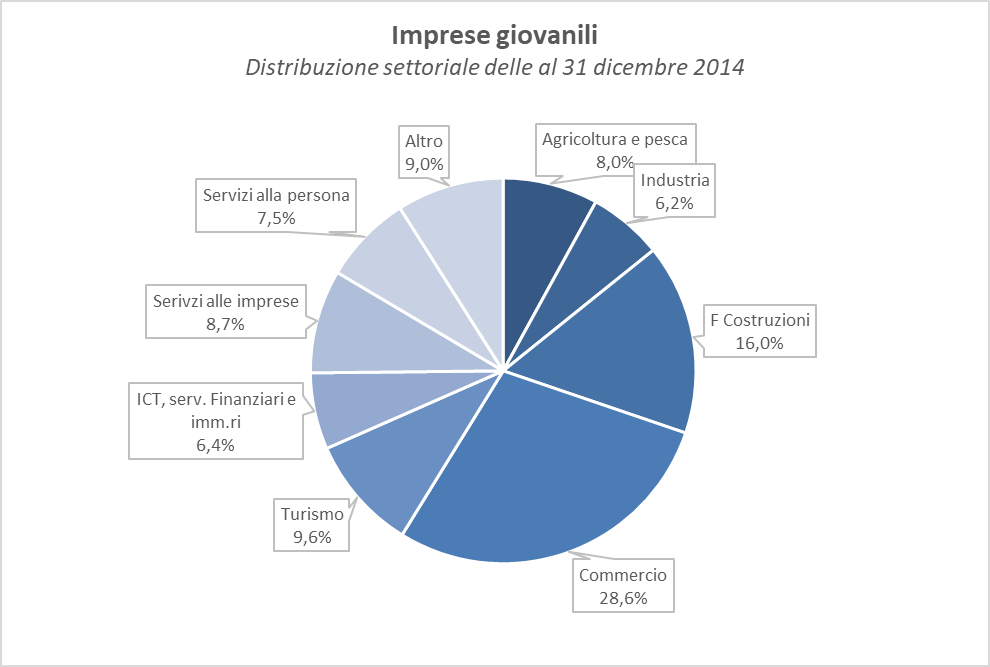 Imprese giovanili
Distribuzione settoriale delle al 31 dicembre 2014
Altro
9,0%
Agricoltura e pesca
8,0%
Industria
6,2%
Servizi alla persona
7,5%
Serivzi alle imprese
8,7%
F Costruzioni
16,0%
ICT, serv. Finanziari e
imm.ri
6,4%
Turismo
9,6%
Commercio
28,6%